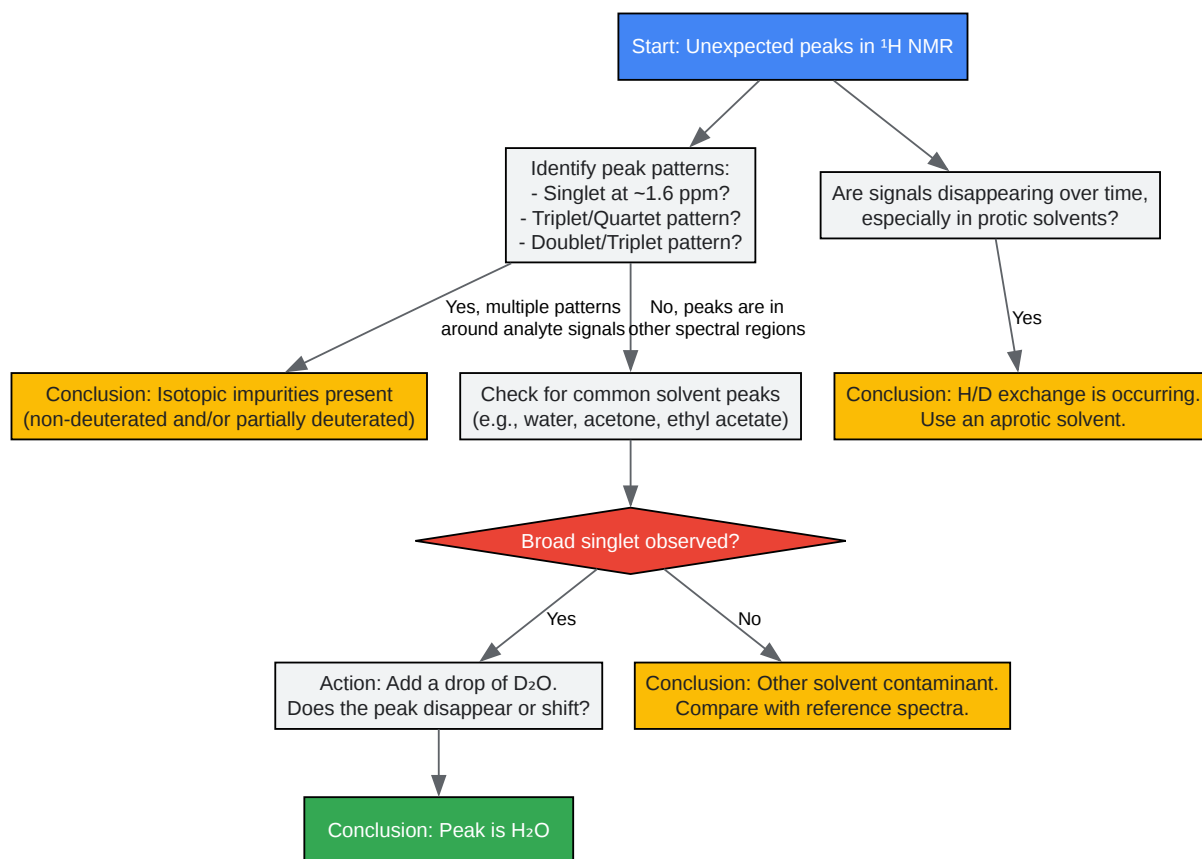 Start: Unexpected peaks in ¹H NMR
Identify peak patterns:
- Singlet at ~1.6 ppm?
- Triplet/Quartet pattern?
- Doublet/Triplet pattern?
Are signals disappearing over time,
especially in protic solvents?
Yes, multiple patterns
around analyte signals
No, peaks are in
other spectral regions
Yes
Conclusion: Isotopic impurities present
(non-deuterated and/or partially deuterated)
Check for common solvent peaks
(e.g., water, acetone, ethyl acetate)
Conclusion: H/D exchange is occurring.
Use an aprotic solvent.
Broad singlet observed?
Yes
No
Action: Add a drop of D₂O.
Does the peak disappear or shift?
Conclusion: Other solvent contaminant.
Compare with reference spectra.
Conclusion: Peak is H₂O